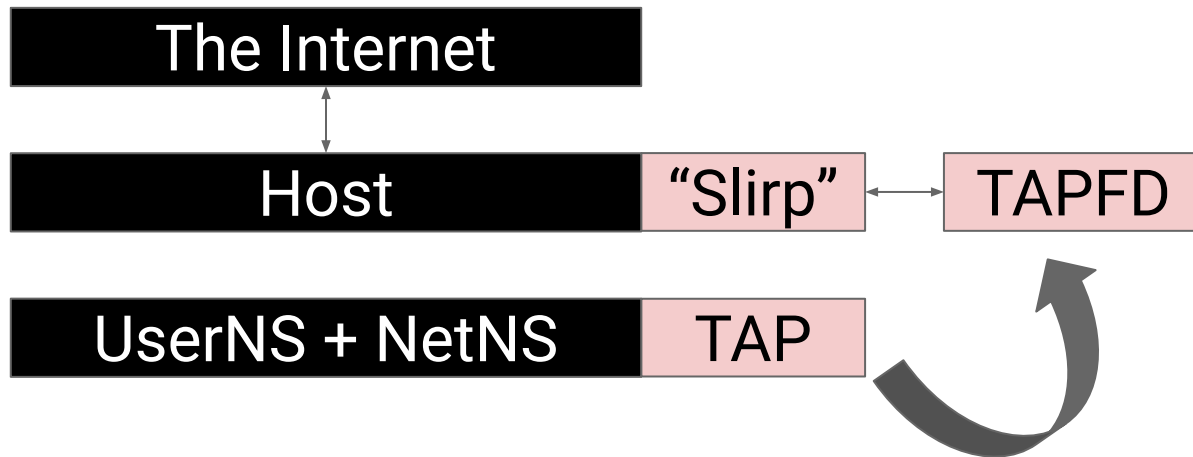 The Internet
Host
“Slirp”
TAPFD
UserNS + NetNS
TAP